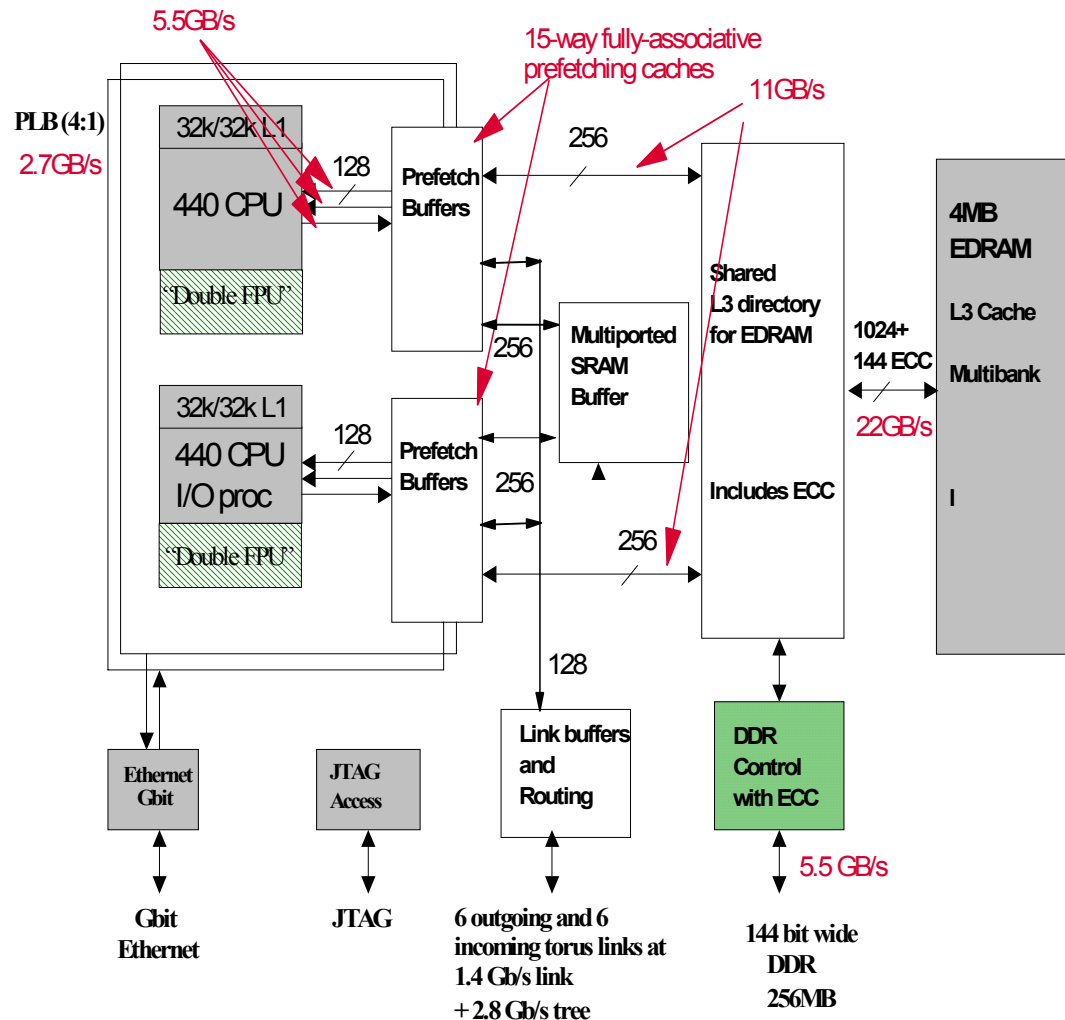 5.5GB/s
15-way fully-associative
prefetching caches
11GB/s
PLB (4:1)
2.7GB/s
32k/32k L1
440 CPU
"Double FPU"
128
Prefetch
Buffers
256
256
Multiported
SRAM
Buffer
Shared
L3 directory
for EDRAM
Includes ECC
1024+
144 ECC
22GB/s
4MB
EDRAM
L3 Cache
Multibank
I
32k/32k L1
440 CPU
I/O proc
"Double FPU"
128
Prefetch
Buffers
256
256
128
Ethernet
Gbit
JTAG
Access
Link buffers
and
Routing
DDR
Control
with ECC
5.5 GB/s
Gbit
Ethernet
JTAG
6 outgoing and 6
incoming torus links at
1.4 Gb/s link
+ 2.8 Gb/s tree
144 bit wide
DDR
256MB